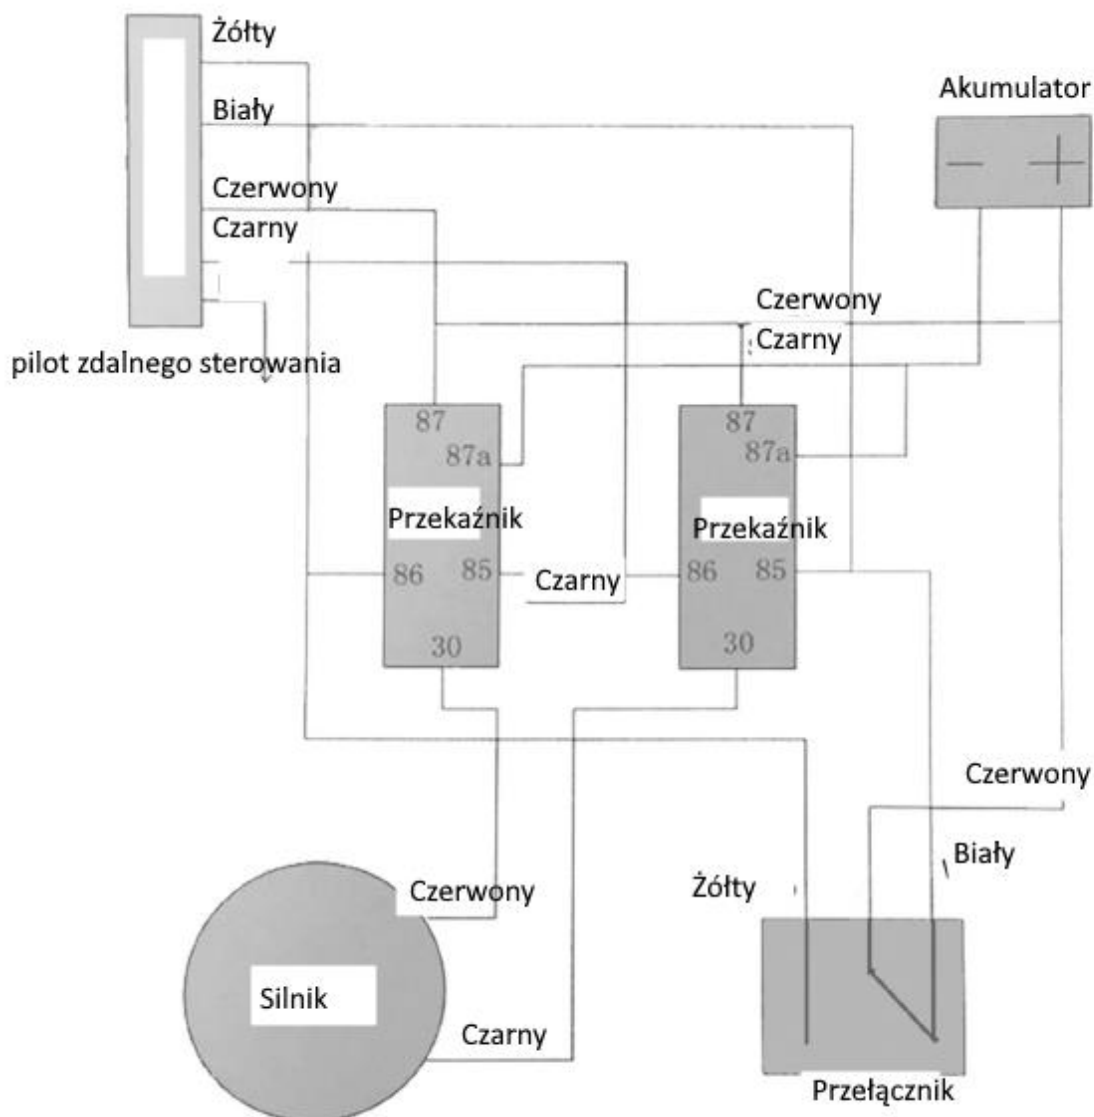 Żółty
Biały
Akumulator
− +
Czerwony
Czarny
Czerwony
Czarny
pilot zdalnego sterowania
87
87a
Przekaźnik
86 85
30
87
87a
Przekaźnik
86 85
30
Czarny
Czerwony
Biały
Żółty
Czerwony
Silnik
Czarny
Przełącznik